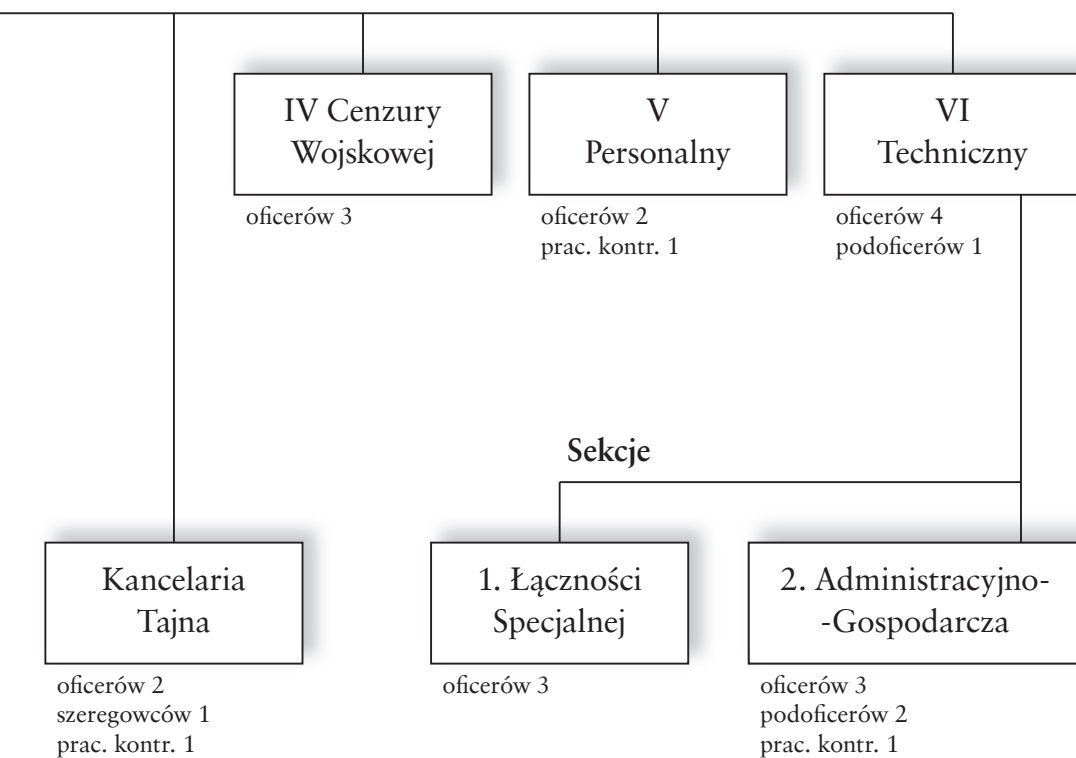 IV Cenzury
Wojskowej
oficerów 3
V
Personalny
oficerów 2
prac. kontr. 1
VI
Techniczny
oficerów 4
podoficerów 1
Sekcje
Kancelaria
Tajna
oficerów 2
szeregowców 1
prac. kontr. 1
1. Łączności
Specjalnej
oficerów 3
2. Administracyjno-
-Gospodarcza
oficerów 3
podoficerów 2
prac. kontr. 1